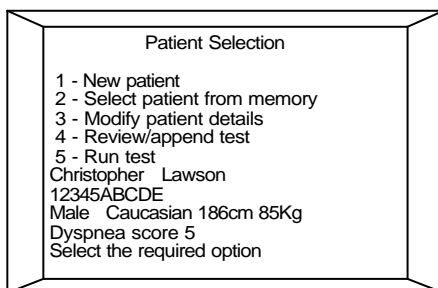 Patient Selection
1 - New patient
2 - Select patient from memory
3 - Modify patient details
4 - Review/append test
5 - Run test
Christopher Lawson
12345ABCDE
Male Caucasian 186cm 85Kg
Dyspnea score 5
Select the required option